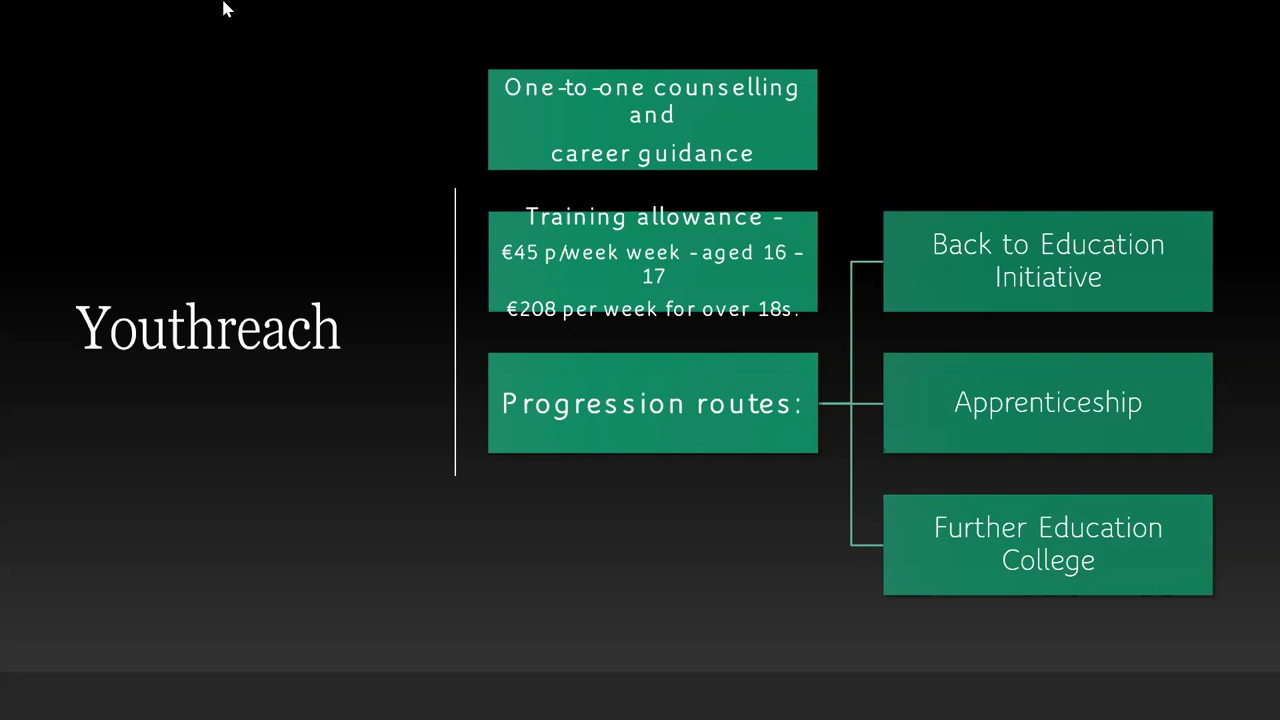 Youthreach
One-to-one counselling
and
career guidance
Training allowance -
€45 p/week week - aged 16 –
17
€208 per week for over 18s.
Progression routes:
Back to Education
Initiative
Apprenticeship
Further Education
College